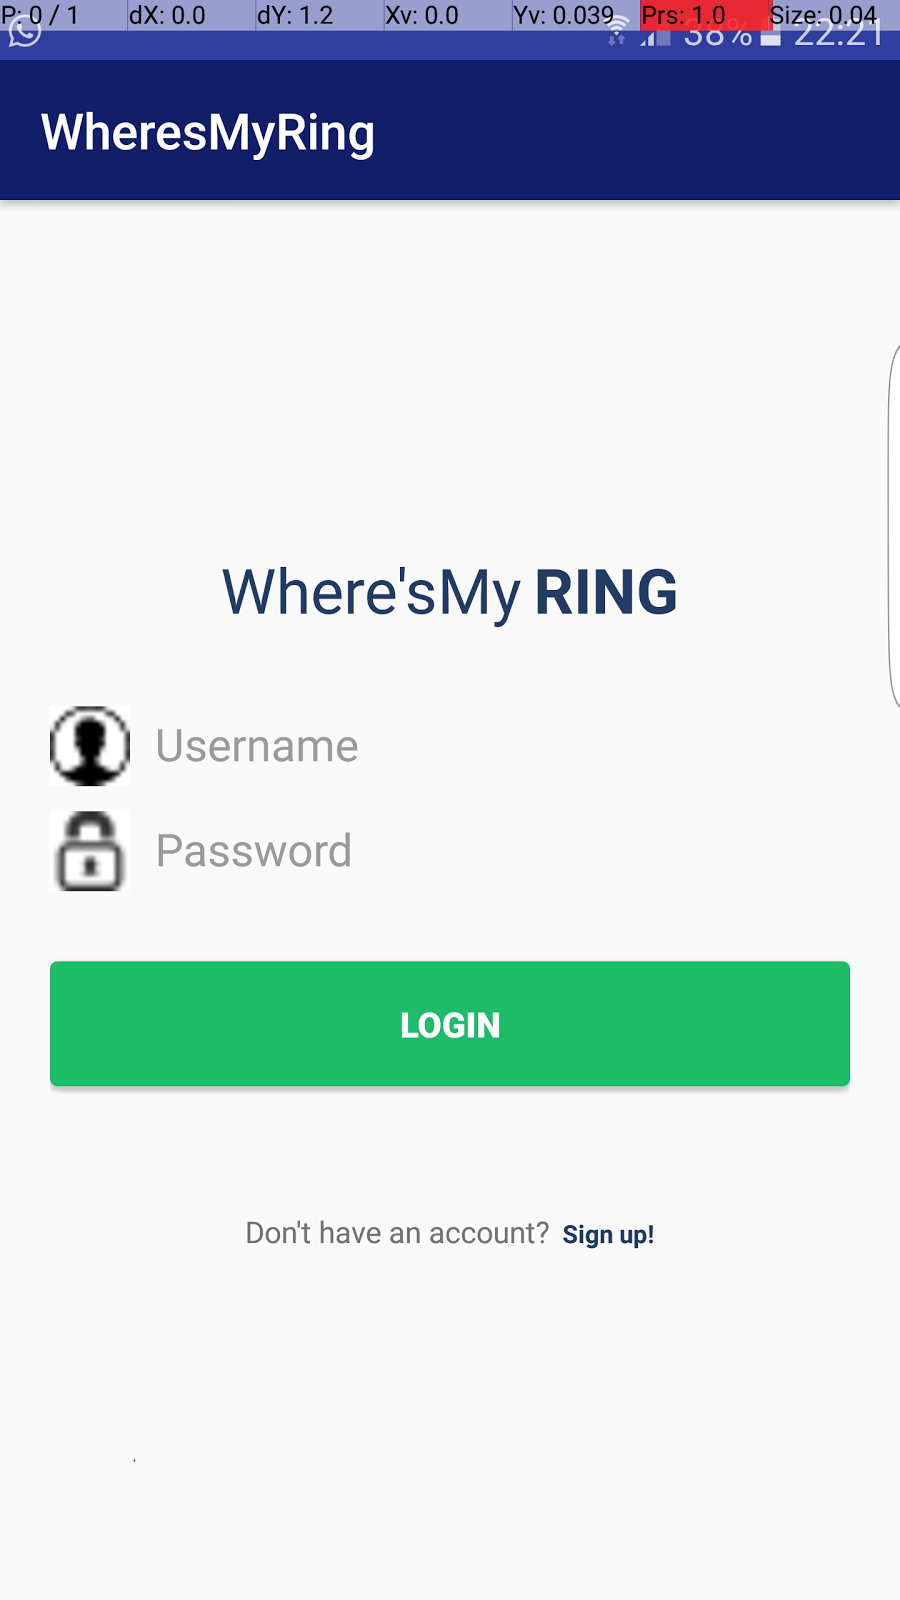 P: 0 / 1 dX: 0.0 dY: 1.2 Xv: 0.0 Yv: 0.039 Prs: 1.0 Size: 0.04
38% 22:21
WheresMyRing
Where'sMy RING
Username
Password
LOGIN
Don't have an account? Sign up!